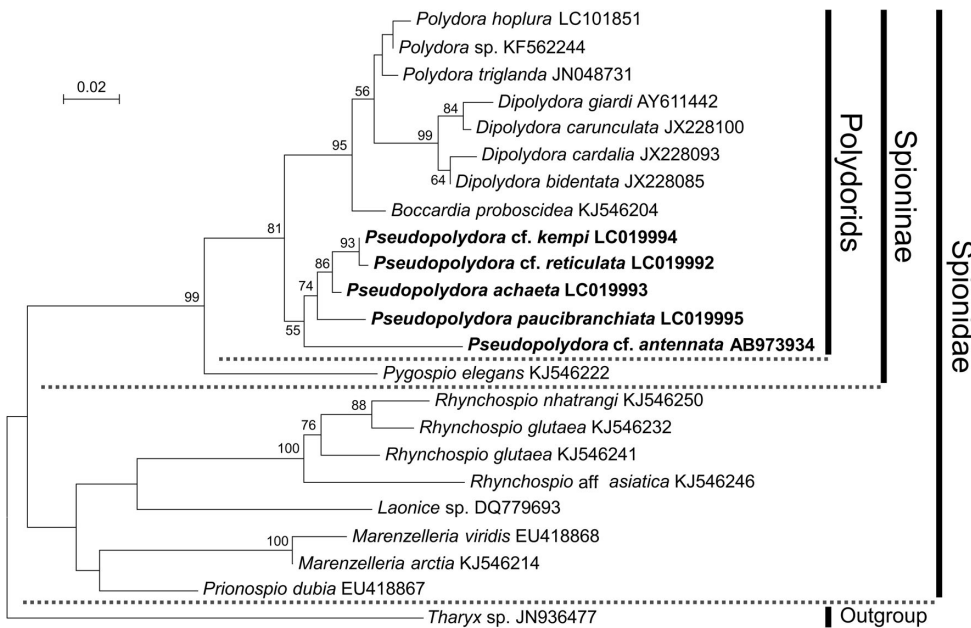 Polydora hoplura LC101851
Polydora sp. KF562244
Polydora triglanda JN048731
0.02
56
Dipolydora giardi AY611442
84
Dipolydora carunculata JX228100
99
Dipolydora cardalia JX228093
95
64
Dipolydora bidentata JX228085
Boccardia proboscidea KJ546204
81
93
Pseudopolydora cf. kempi LC019994
Pseudopolydora cf. reticulata LC019992
86
Pseudopolydora achaeta LC019993
74
99
Pseudopolydora paucibranchiata LC019995
55
Pseudopolydora cf. antennata AB973934
Pygospio elegans KJ546222
Rhynchospio nhatrangi KJ546250
88
Rhynchospio glutaea KJ546232
76
100
Rhynchospio glutaea KJ546241
Rhynchospio aff asiatica KJ546246
Laonice sp. DQ779693
Marenzelleria viridis EU418868
100
Marenzelleria arctia KJ546214
Prionospio dubia EU418867
Tharyx sp. JN936477
Polydorids
Spioninae
Spionidae
Outgroup